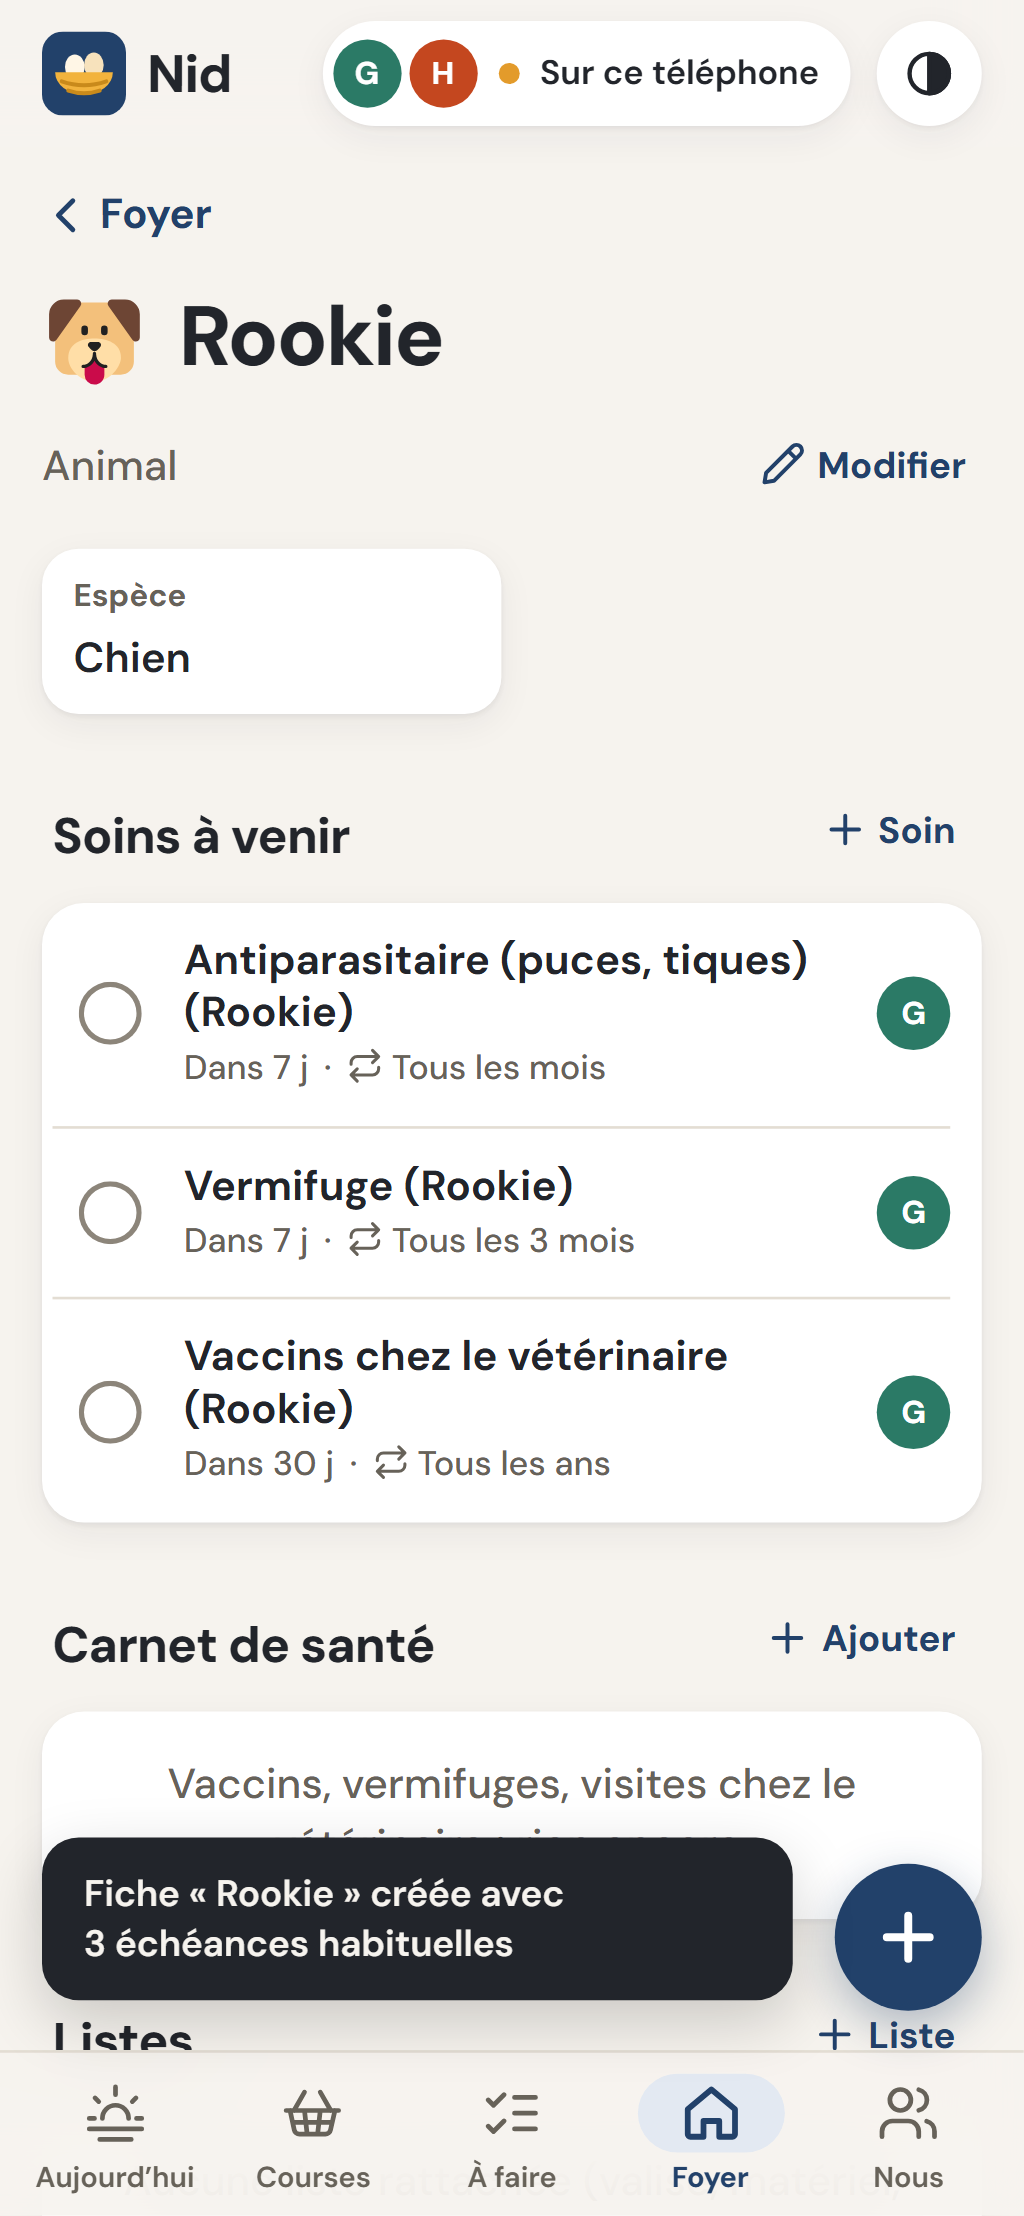 Nid
G H Sur ce téléphone
Foyer
Rookie
Animal
Modifier
Espèce
Chien
Soins à venir
Soin
Antiparasitaire (puces, tiques)
(Rookie)
Dans 7 j · Tous les mois
G
Vermifuge (Rookie)
Dans 7 j · Tous les 3 mois
G
Vaccins chez le vétérinaire
(Rookie)
Dans 30 j · Tous les ans
G
Carnet de santé
Ajouter
Vaccins, vermifuges, visites chez le
Fiche « Rookie » créée avec
3 échéances habituelles
Listes
Liste
Aujourd’hui
Courses
À faire
Foyer
Nous